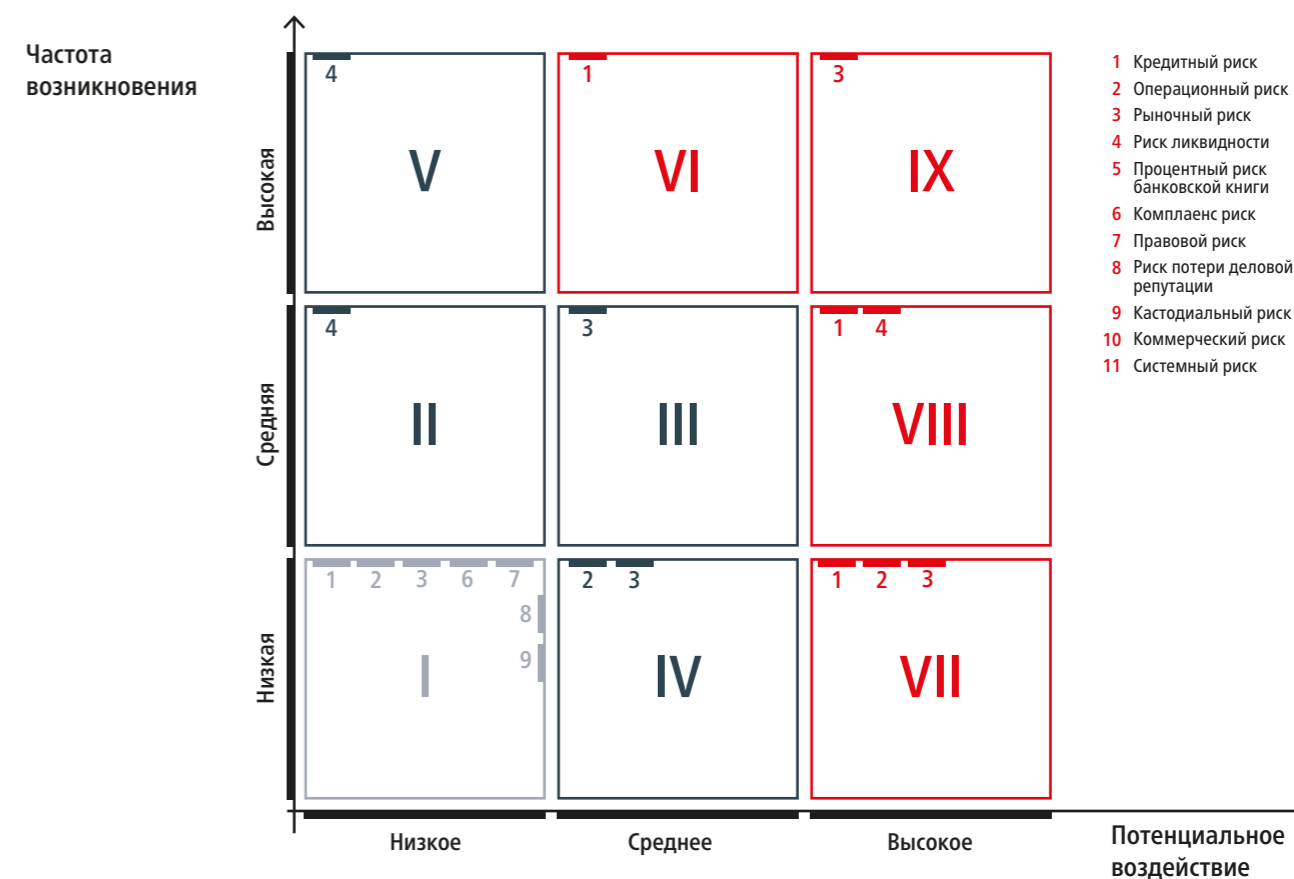 Частота
возникновения
Высокая
4
V
1
VI
3
IX
Средняя
4
II
3
III
1 4
VIII
Низкая
1 2 3 6 7
8
9
I
2 3
IV
1 2 3
VII
Низкое
Среднее
Высокое
Потенциальное
воздействие
1 Кредитный риск
2 Операционный риск
3 Рыночный риск
4 Риск ликвидности
5 Процентный риск
банковской книги
6 Комплаенс риск
7 Правовой риск
8 Риск потери деловой
репутации
9 Кастодиальный риск
10 Коммерческий риск
11 Системный риск